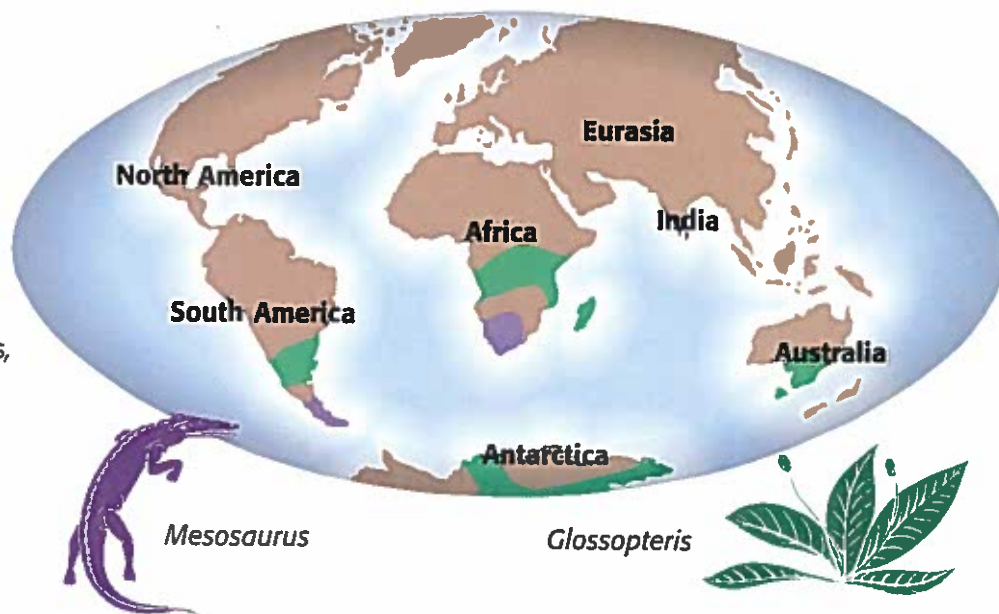 Eurasia
North America
India
Africa
South America
s,
Australia
Antarctica
Mesosaurus
Glossopteris